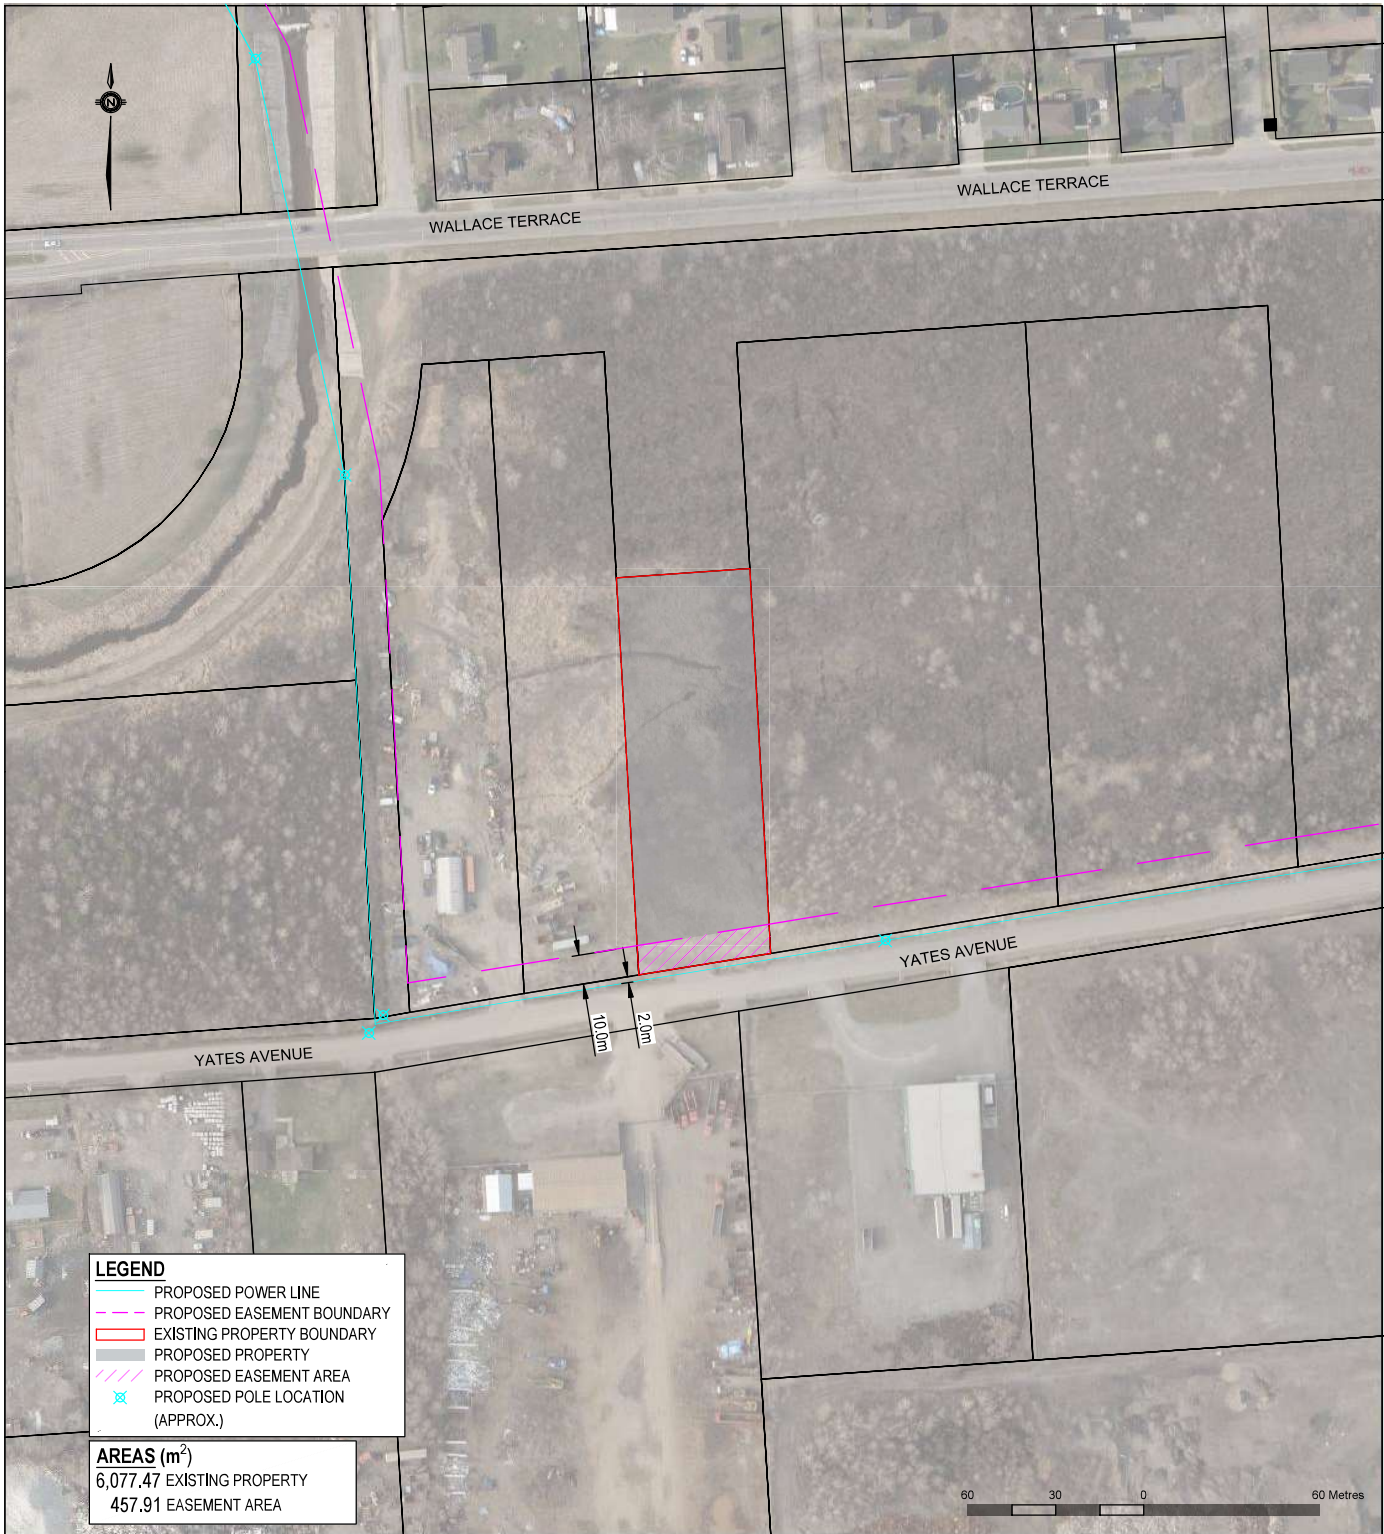 N
WALLACE TERRACE
WALLACE TERRACE
YATES AVENUE
10.0m
2.0m
YATES AVENUE
LEGEND
PROPOSED POWER LINE
PROPOSED EASEMENT BOUNDARY
EXISTING PROPERTY BOUNDARY
PROPOSED PROPERTY
PROPOSED EASEMENT AREA
PROPOSED POLE LOCATION
(APPROX.)
AREAS (m²)
6,077.47 EXISTING PROPERTY
457.91 EASEMENT AREA
60 30 0 60 Metres